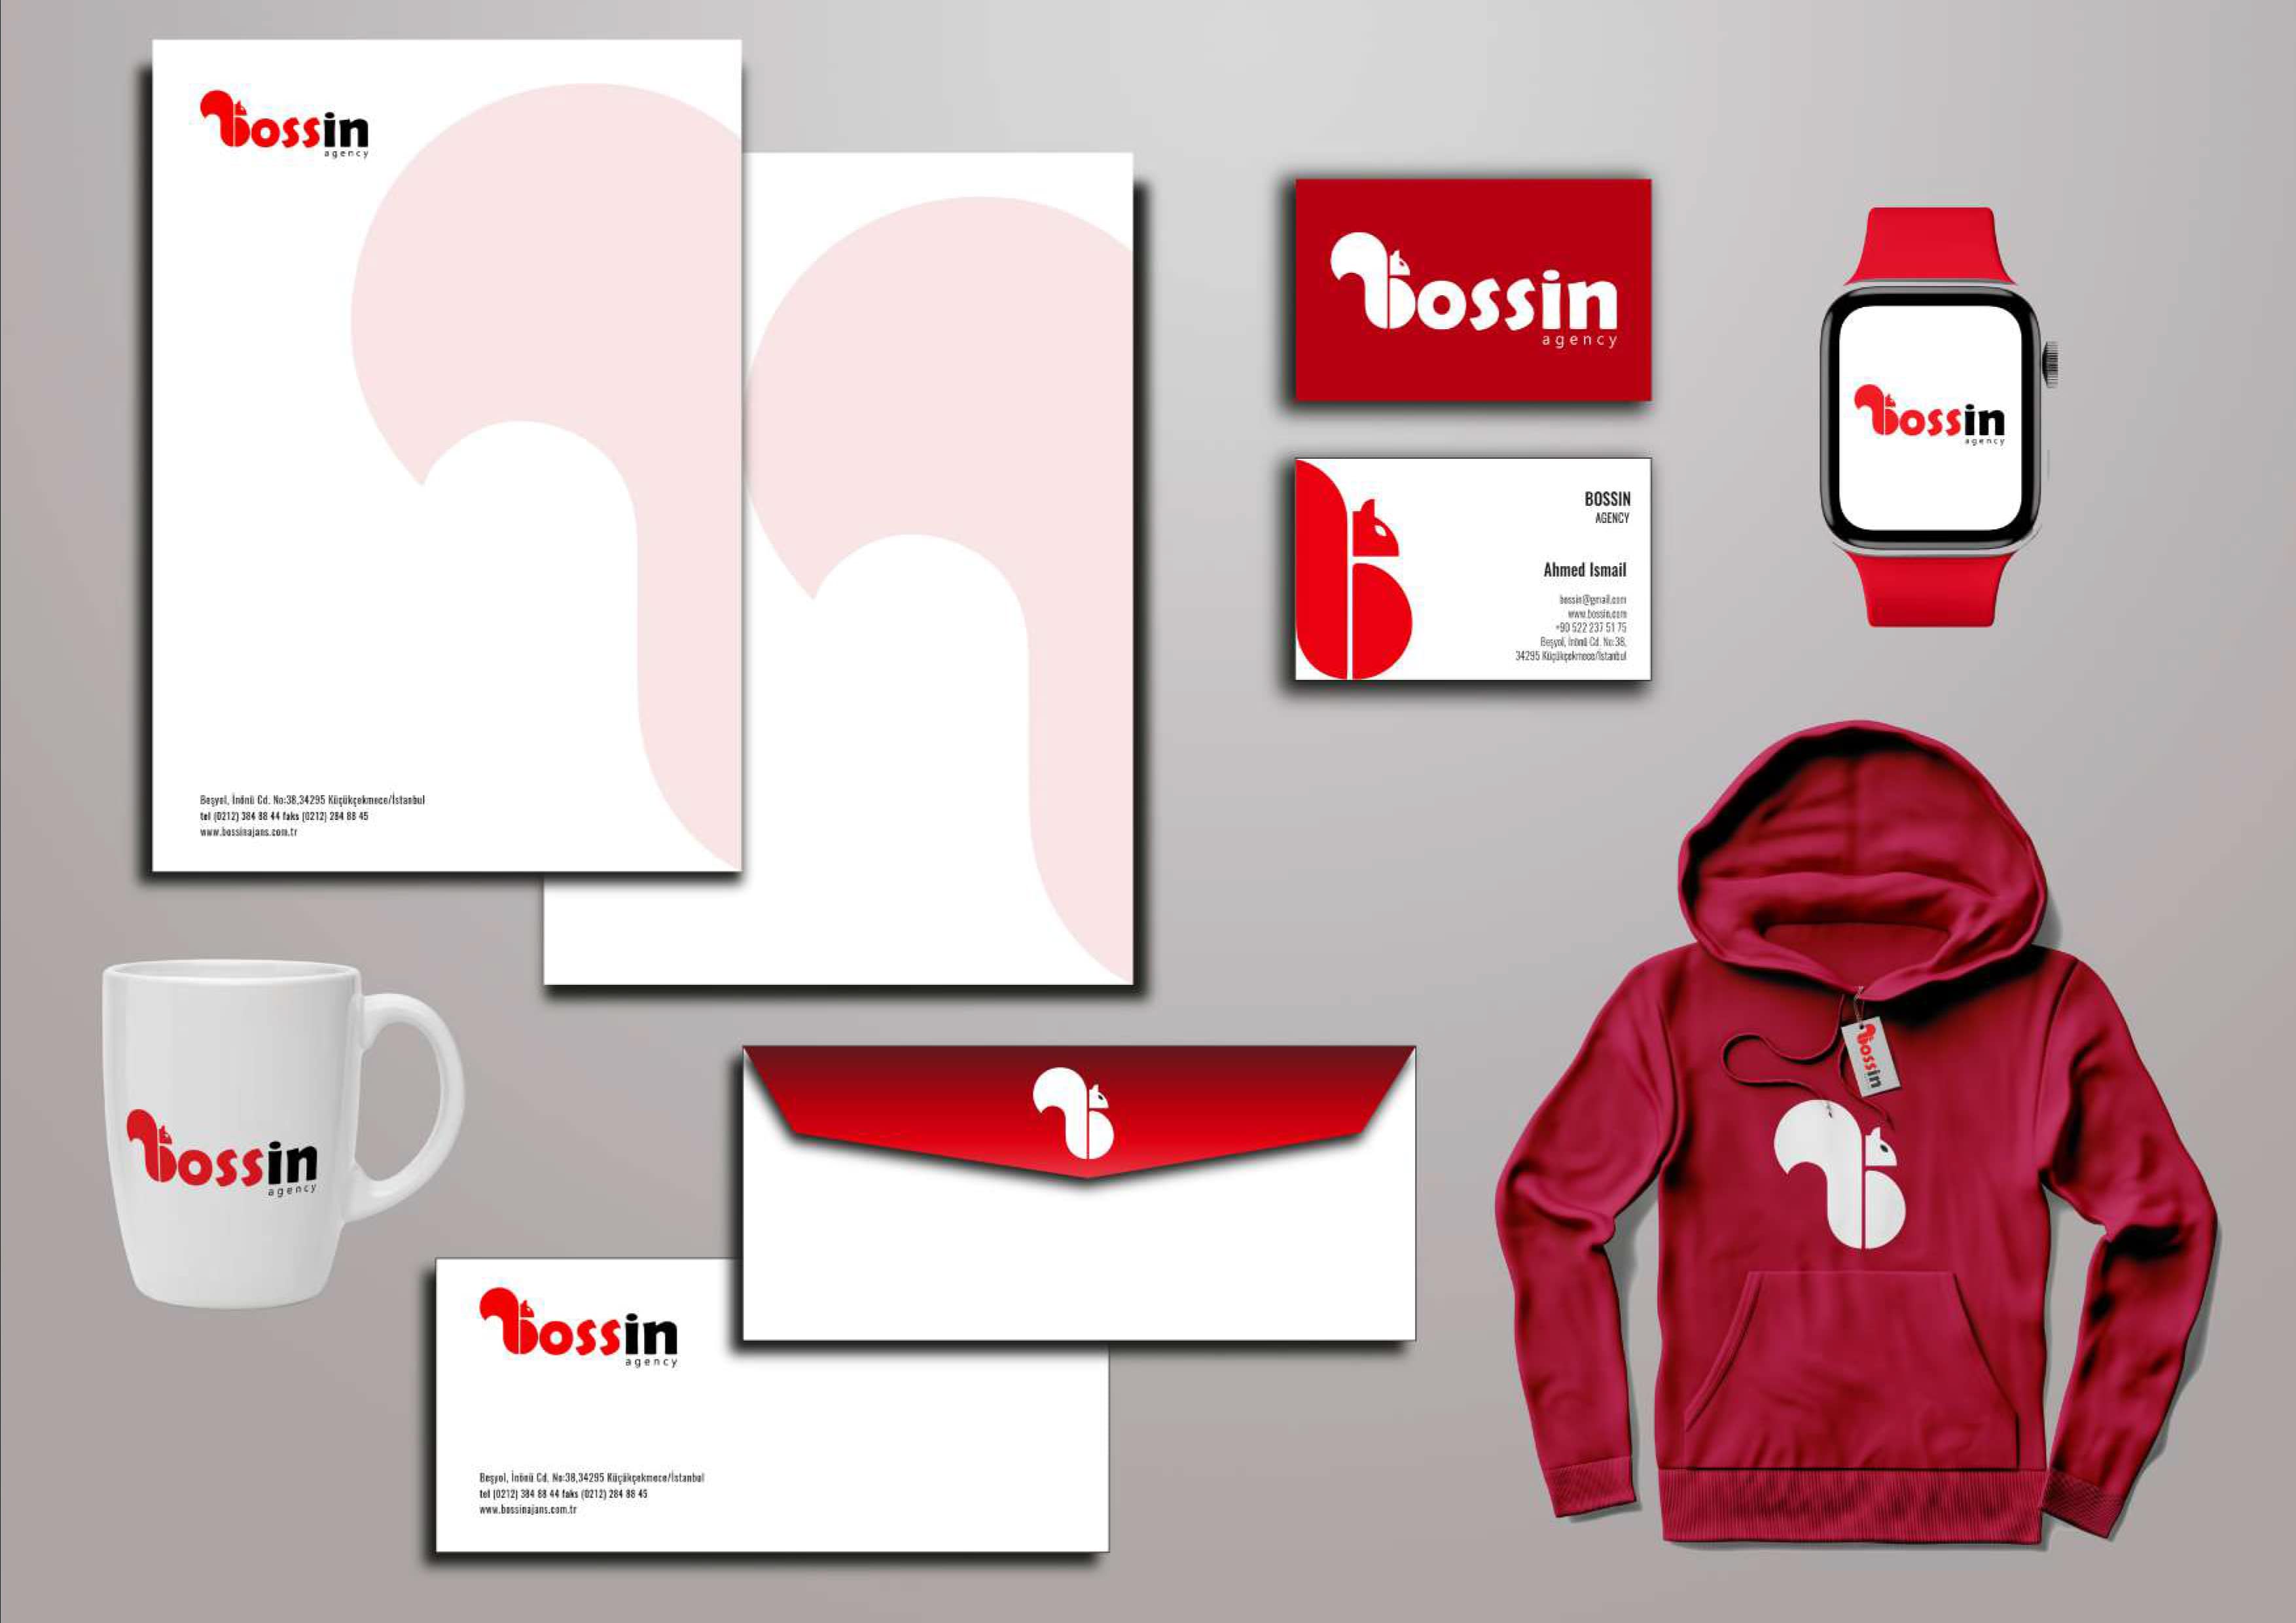 bossin
agency
Beşyol, İnönü Cd. No:38,34295 Küçükçekmece/İstanbul
tel (0212) 384 88 44 faks (0212) 284 88 45
www.bossinajans.com.tr
bossin
agency
BOSSIN
AGENCY
Ahmed Ismail
bossin@gmail.com
www.bossin.com
+90 522 237 51 75
Beşyol, İnönü Cd. No:38,
34295 Küçükçekmece/İstanbul
bossin
agency
bossin
bossin
agency
bossin
agency
Beşyol, İnönü Cd. No:38,34295 Küçükçekmece/İstanbul
tel (0212) 384 88 44 faks (0212) 284 88 45
www.bossinajans.com.tr